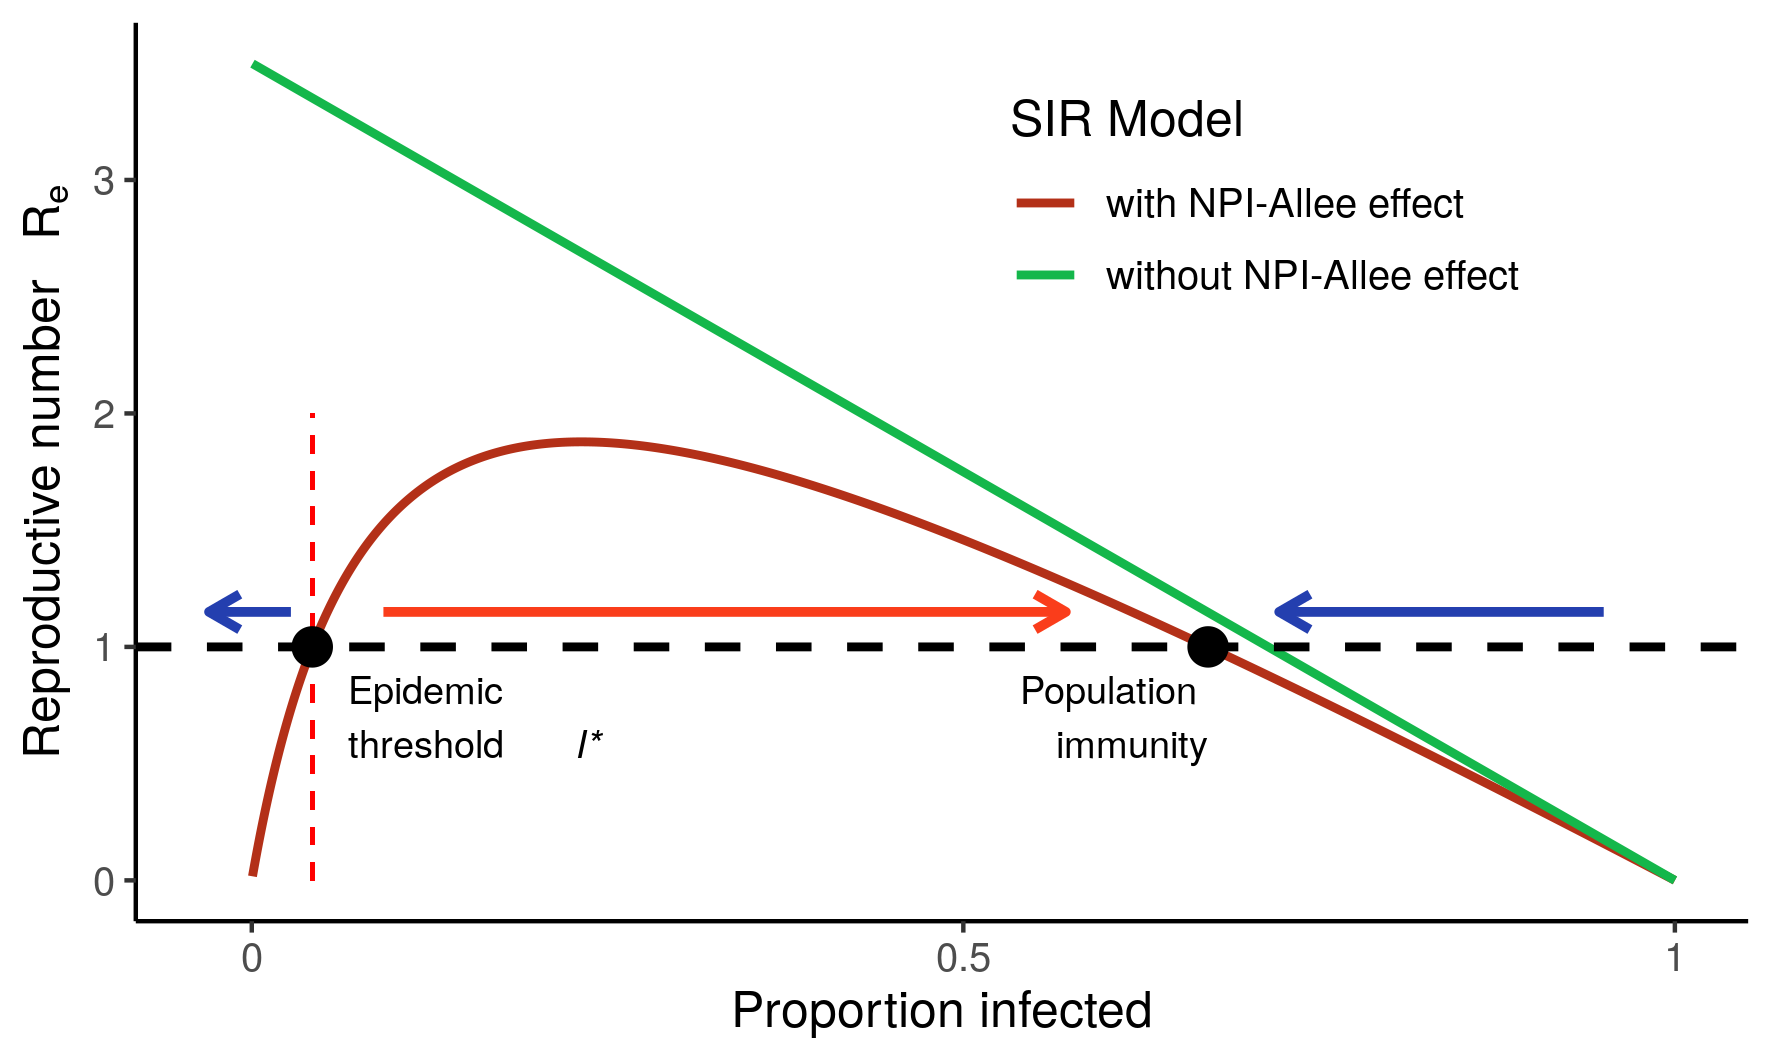 SIR Model
with NPI-Allee effect
without NPI-Allee effect
Reproductive number Re
3
2
1
0
Epidemic
threshold I*
Population
immunity
0
0.5
1
Proportion infected